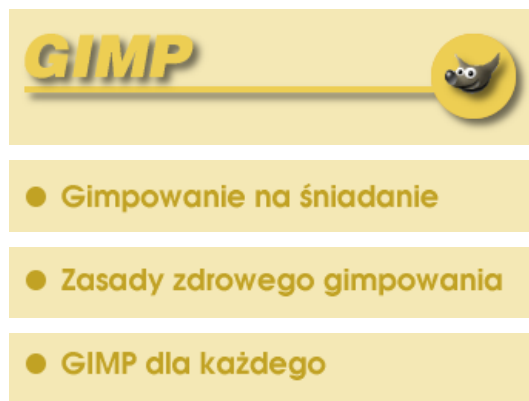 GIMP
Gimpowanie na śniadanie
Zasady zdrowego gimpowania
GIMP dla każdego